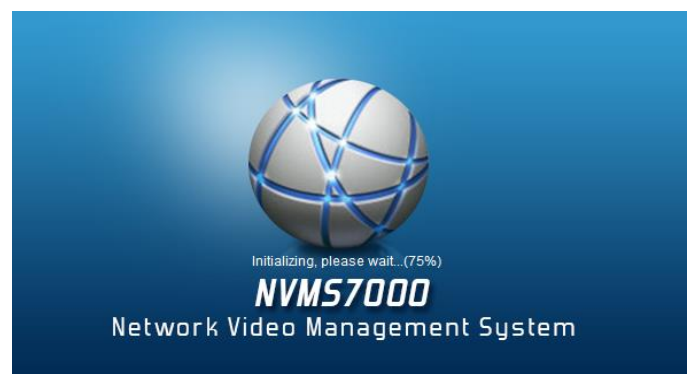 Initializing, please wait...(75%)
NVMS7000
Network Video Management System